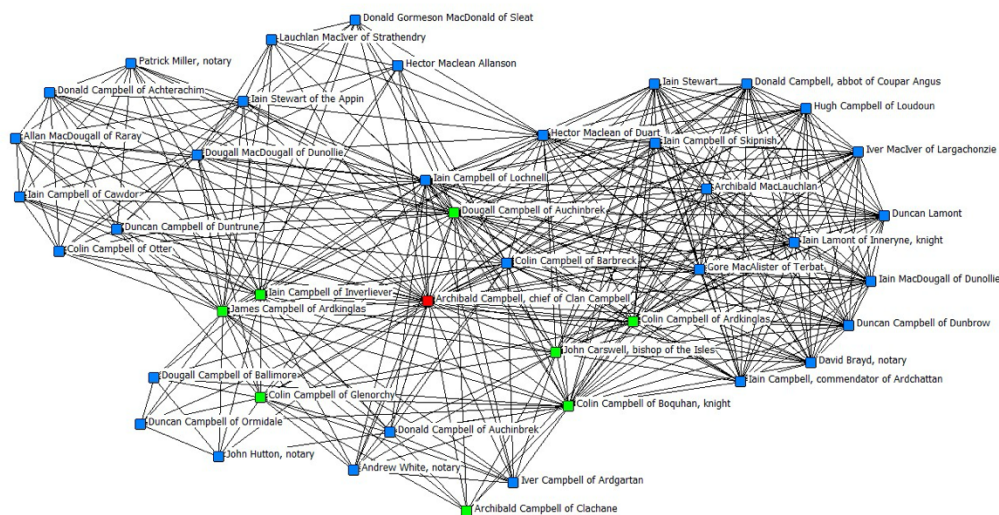 Donald Gormeson MacDonald of Sleat
Lauchlan MacIver of Strathendry
Patrick Miller, notary
Hector Maclean Allanson
Iain Stewart
Donald Campbell, abbot of Coupar Angus
Donald Campbell of Achterachim
Iain Stewart of the Appin
Hugh Campbell of Loudoun
Hector Maclean of Duart
Allan MacDougall of Raray
Iain Campbell of Skipnish
Dougall MacDougall of Dunollie
Iver MacIver of Largachonzie
Iain Campbell of Lochnell
Archibald MacLauchlan
Iain Campbell of Cawdor
Dougall Campbell of Auchinbrek
Duncan Lamont
Duncan Campbell of Duntrune
Iain Lamont of Inneryne, knight
Colin Campbell of Otter
Colin Campbell of Barbreck
Gore MacAlister of Terbat
Iain MacDougall of Dunollie
Iain Campbell of Inverliever
Archibald Campbell, chief of Clan Campbell
James Campbell of Ardkinglas
Colin Campbell of Ardkinglas
Duncan Campbell of Dunbrow
John Carswell, bishop of the Isles
David Brayd, notary
Dougall Campbell of Ballimore
Iain Campbell, commendator of Ardchattan
Colin Campbell of Glenorchy
Colin Campbell of Boquhan, knight
Duncan Campbell of Ormidale
Donald Campbell of Auchinbrek
John Hutton, notary
Andrew White, notary
Iver Campbell of Ardgartan
Archibald Campbell of Clachane